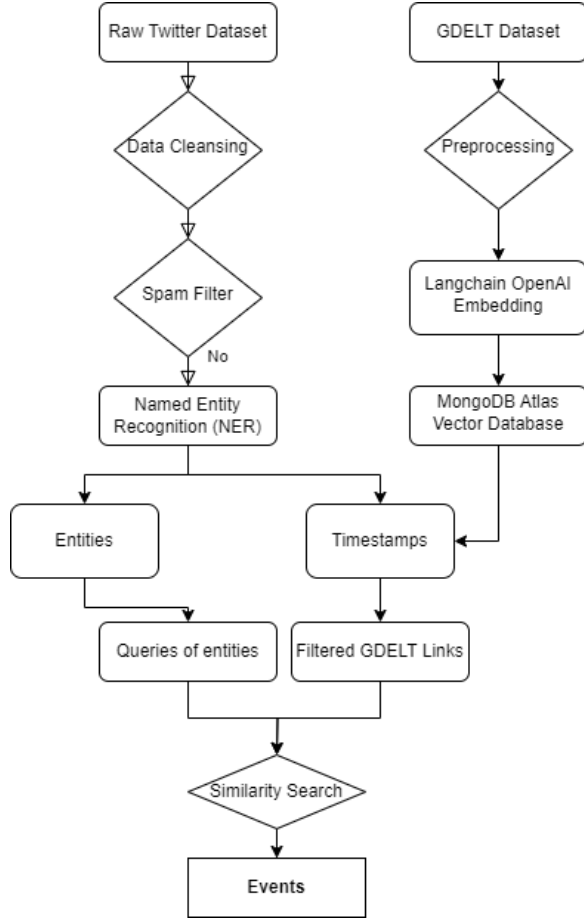 Raw Twitter Dataset
GDELT Dataset
Data Cleansing
Preprocessing
Spam Filter
Langchain OpenAI
Embedding
No
Named Entity
Recognition (NER)
MongoDB Atlas
Vector Database
Entities
Timestamps
Queries of entities
Filtered GDELT Links
Similarity Search
Events